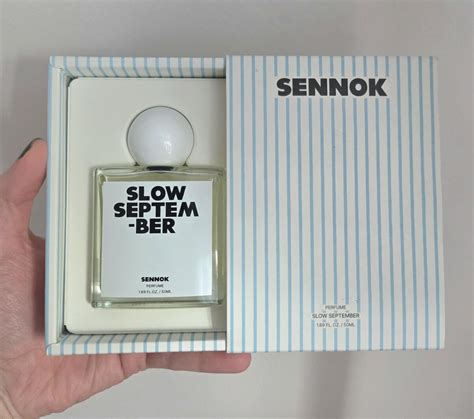 SENNOK
SLOW
SEPTEM
-BER
SENNOK
PERFUME
1.69 FL.OZ. / 50ML
PERFUME
SLOW SEPTEMBER
1.69 FL.OZ. / 50ML